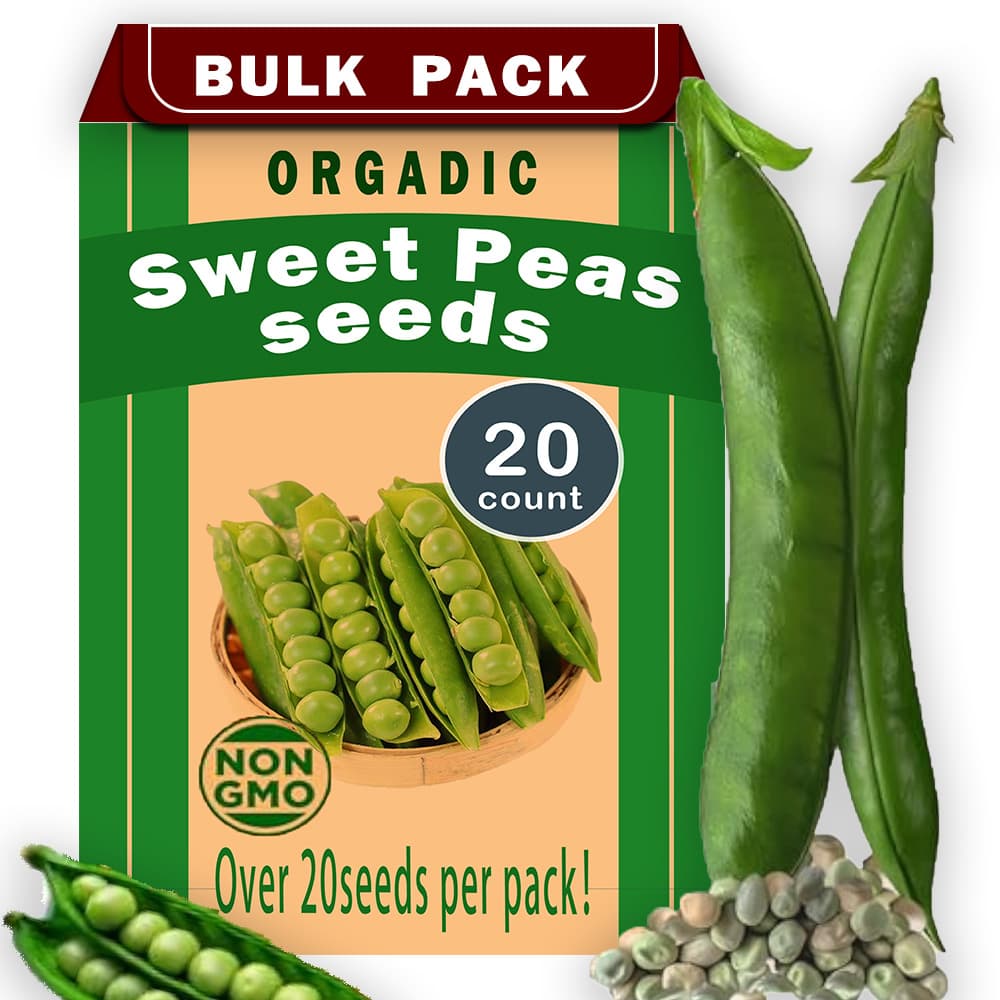 BULK PACK
ORGADIC
Sweet Peas
seeds
20
count
NON
GMO
Over 20seeds per pack!